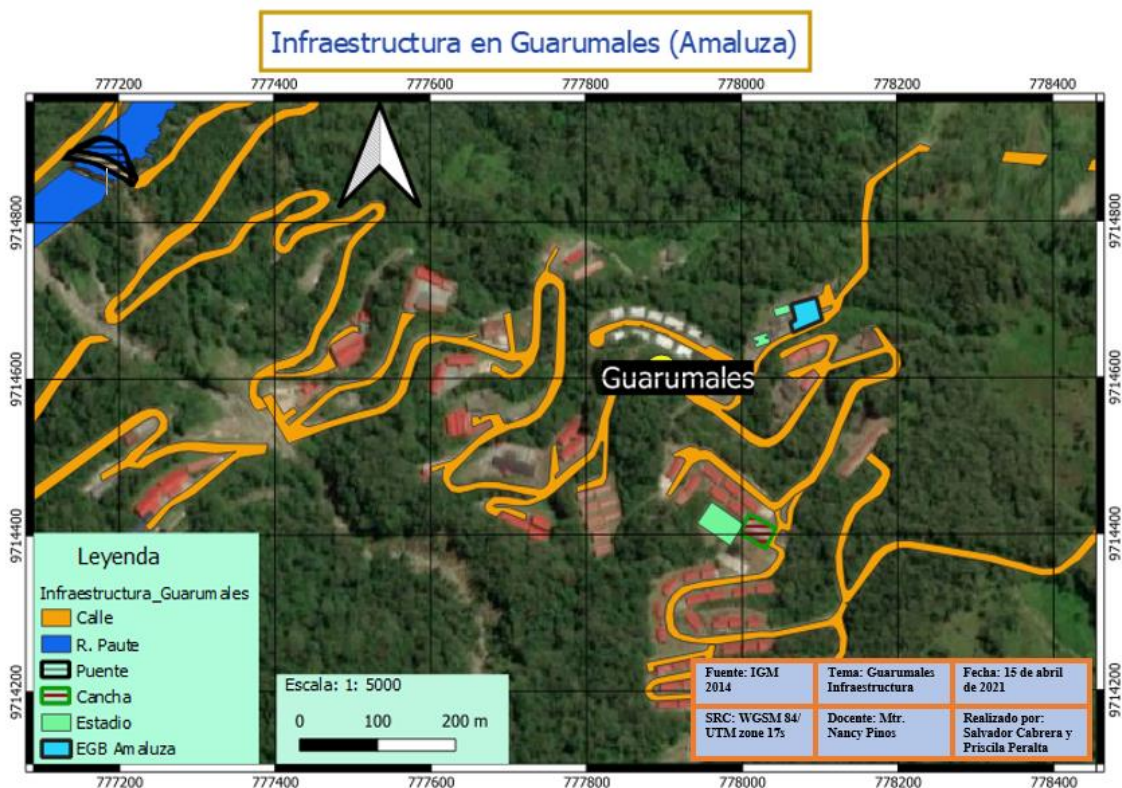 Infraestructura en Guarumales (Amaluza)
777200 777400 777600 777800 778000 778200 778400
9714800 9714800
9714600 9714600
9714400 9714400
9714200 9714200
Guarumales
Leyenda
Infraestructura_Guarumales
Calle
R. Paute
Puente
Cancha
Estadio
EGB Amaluza
Escala: 1: 5000
0 100 200 m
Fuente: IGM
2014
Tema: Guarumales
Infraestructura
Fecha: 15 de abril
de 2021
SRC: WGSM 84/
UTM zone 17s
Docente: Mtr.
Nancy Pinos
Realizado por:
Salvador Cabrera y
Priscila Peralta
777200 777400 777600 777800 778000 778200 778400